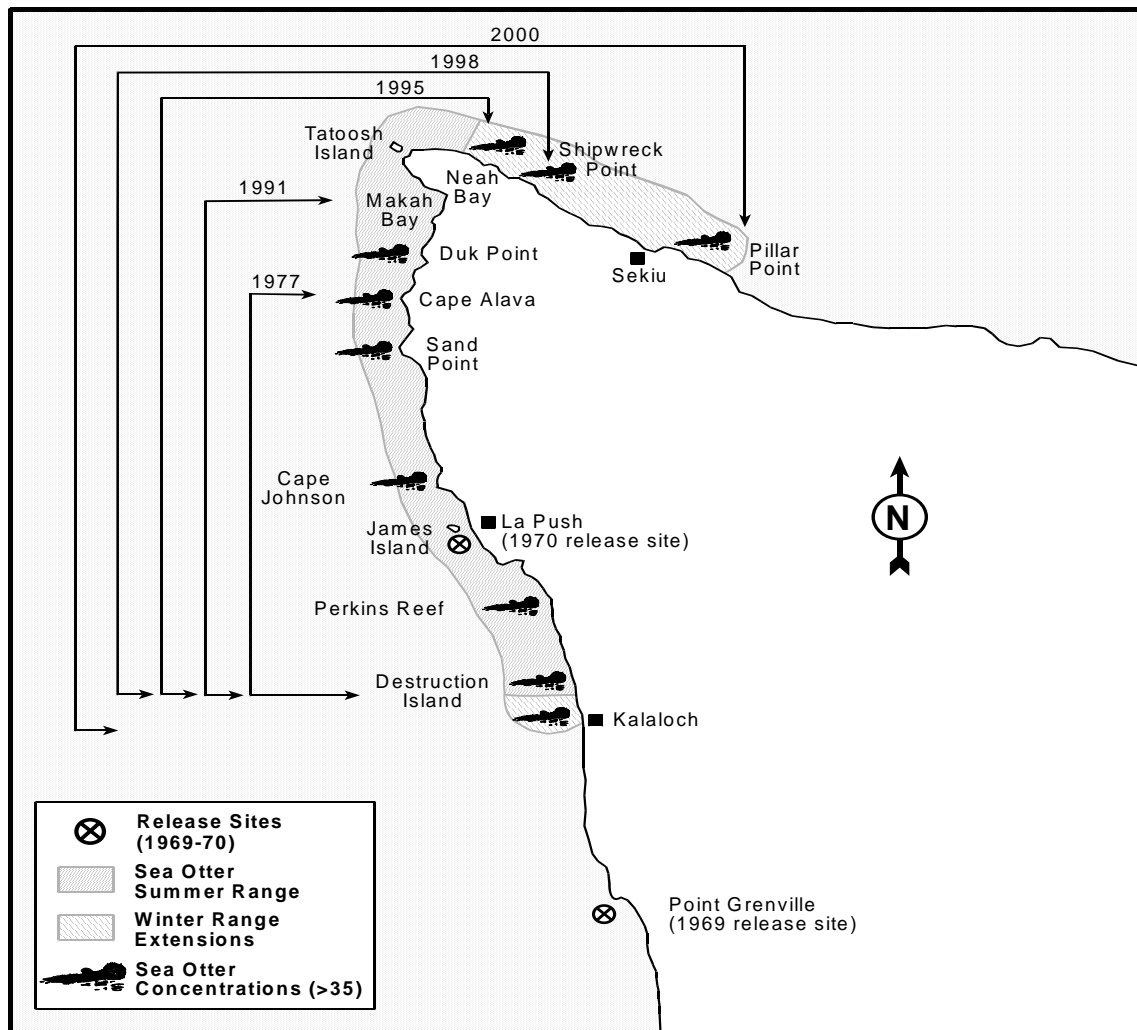 2000
1998
1995
Tatoosh
Island
Shipwreck
Point
Neah
Bay
1991
Makah
Bay
Duk Point
Pillar
Point
Sekiu
1977
Cape Alava
Sand
Point
Cape
Johnson
La Push
(1970 release site)
James
Island
Perkins Reef
Destruction
Island
Kalaloch
N
Release Sites
(1969-70)
Sea Otter
Summer Range
Winter Range
Extensions
Sea Otter
Concentrations (>35)
Point Grenville
(1969 release site)